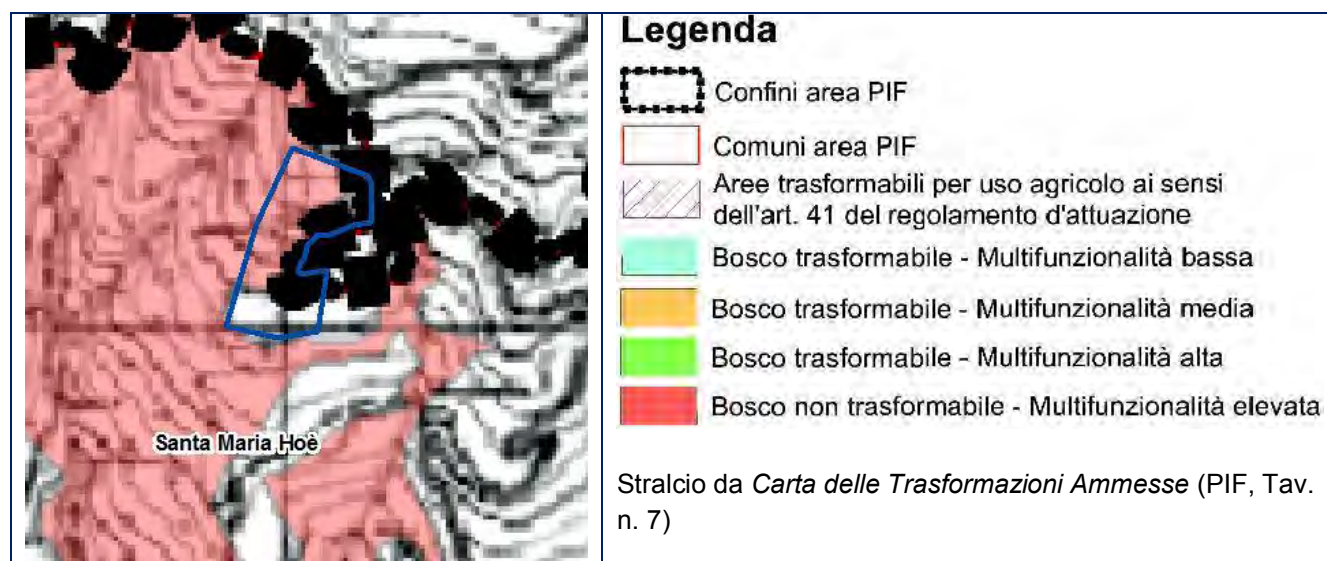 Santa Maria Hoè
Legenda
Confini area PIF
Comuni area PIF
Aree trasformabili per uso agricolo ai sensi
dell'art. 41 del regolamento d'attuazione
Bosco trasformabile - Multifunzionalità bassa
Bosco trasformabile - Multifunzionalità media
Bosco trasformabile - Multifunzionalità alta
Bosco non trasformabile - Multifunzionalità elevata
Stralcio da Carta delle Trasformazioni Ammesse (PIF, Tav.
n. 7)